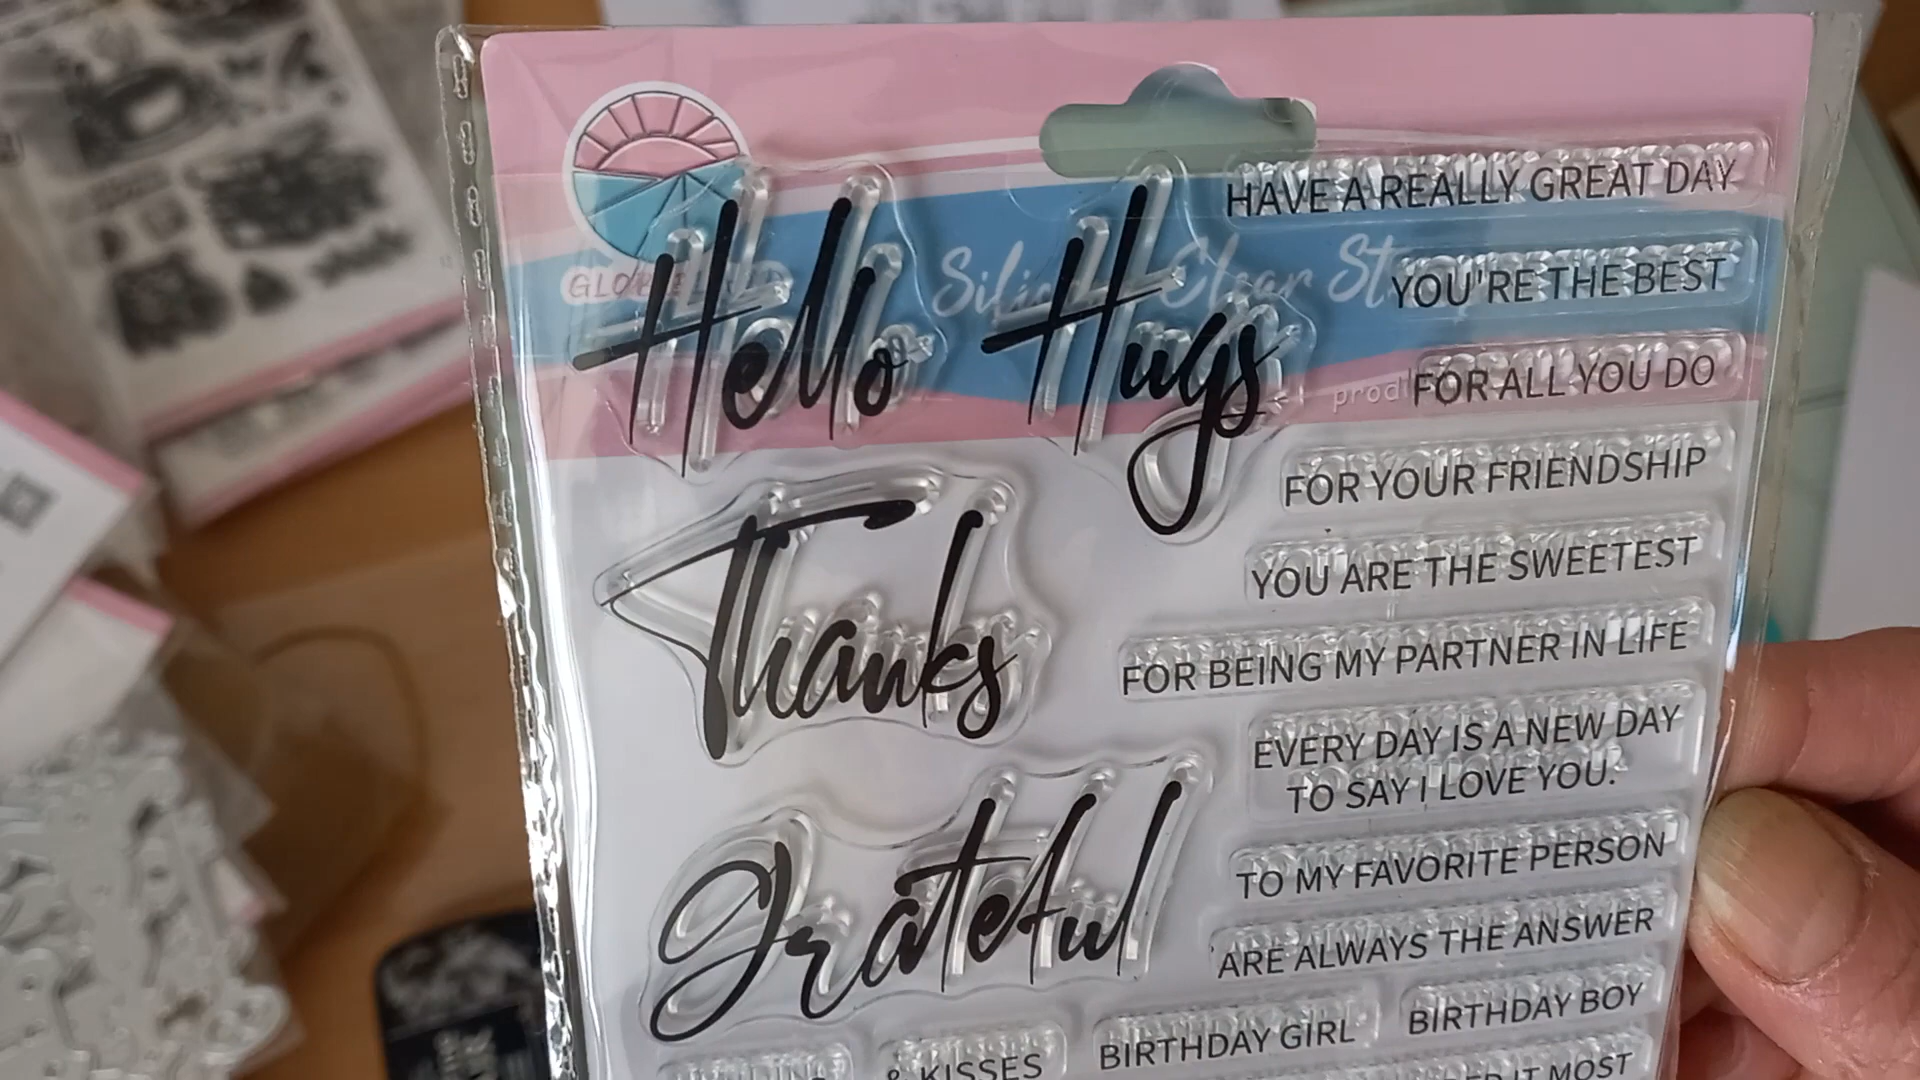 HAVE A REALLY GREAT DAY
YOU'RE THE BEST
Hello
Hugs
FOR ALL YOU DO
FOR YOUR FRIENDSHIP
Thanks
YOU ARE THE SWEETEST
FOR BEING MY PARTNER IN LIFE
EVERY DAY IS A NEW DAY
TO SAY I LOVE YOU.
grateful
TO MY FAVORITE PERSON
ARE ALWAYS THE ANSWER
BIRTHDAY GIRL
BIRTHDAY BOY
& KISSES
IT MOST